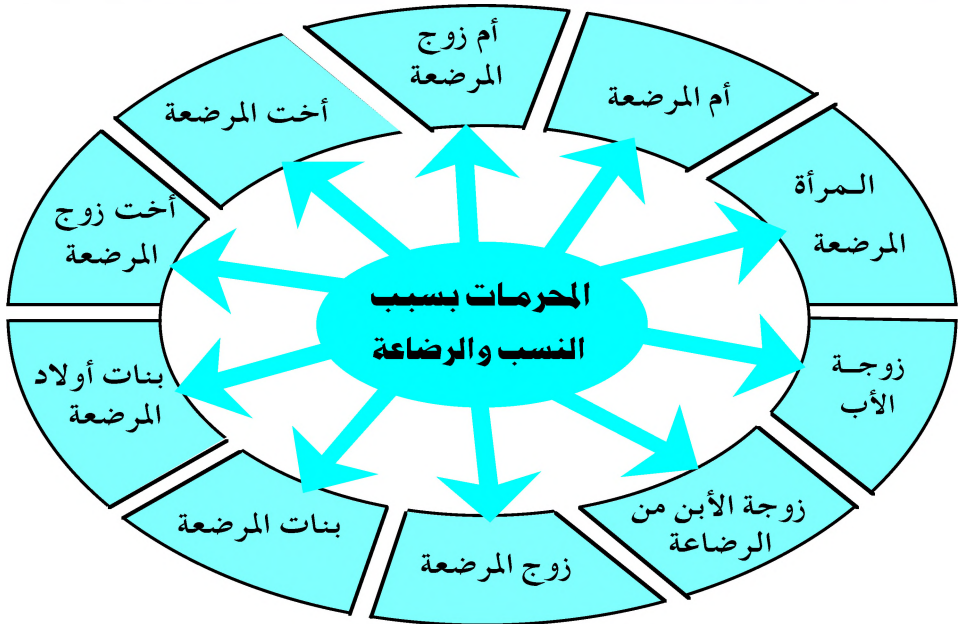 المحرمات بسبب
النسب والرضاعة
المرأة
المرضعة
أم المرضعة
أم زوج
المرضعة
أخت المرضعة
أخت زوج
المرضعة
بنات أولاد
المرضعة
بنات المرضعة
زوج المرضعة
زوجة الأبن من
الرضاعة
زوجة
الأب